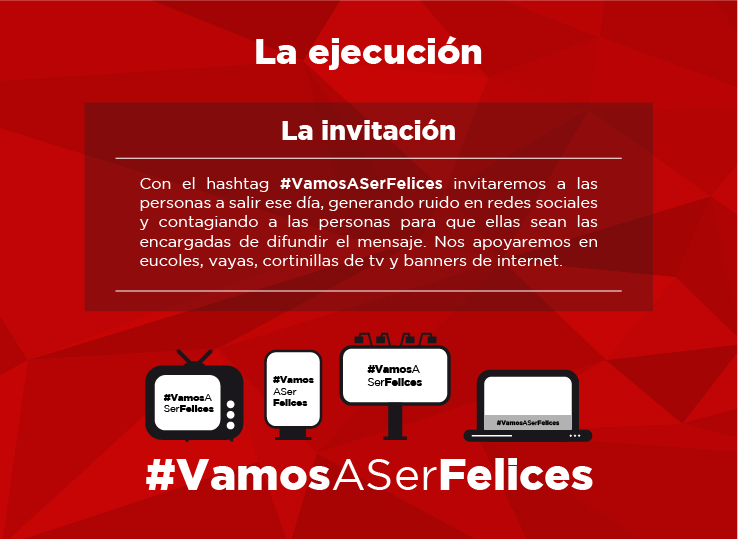 La ejecución
La invitación
Con el hashtag #VamosASerFelices invitaremos a las
personas a salir ese día, generando ruido en redes sociales
y contagiando a las personas para que ellas sean las
encargadas de difundir el mensaje. Nos apoyaremos en
eucoles, vayas, cortinillas de tv y banners de internet.
#VamosA
SerFelices
#Vamos
ASer
Felices
#VamosA
SerFelices
#VamosASerFelices
#VamosASerFelices